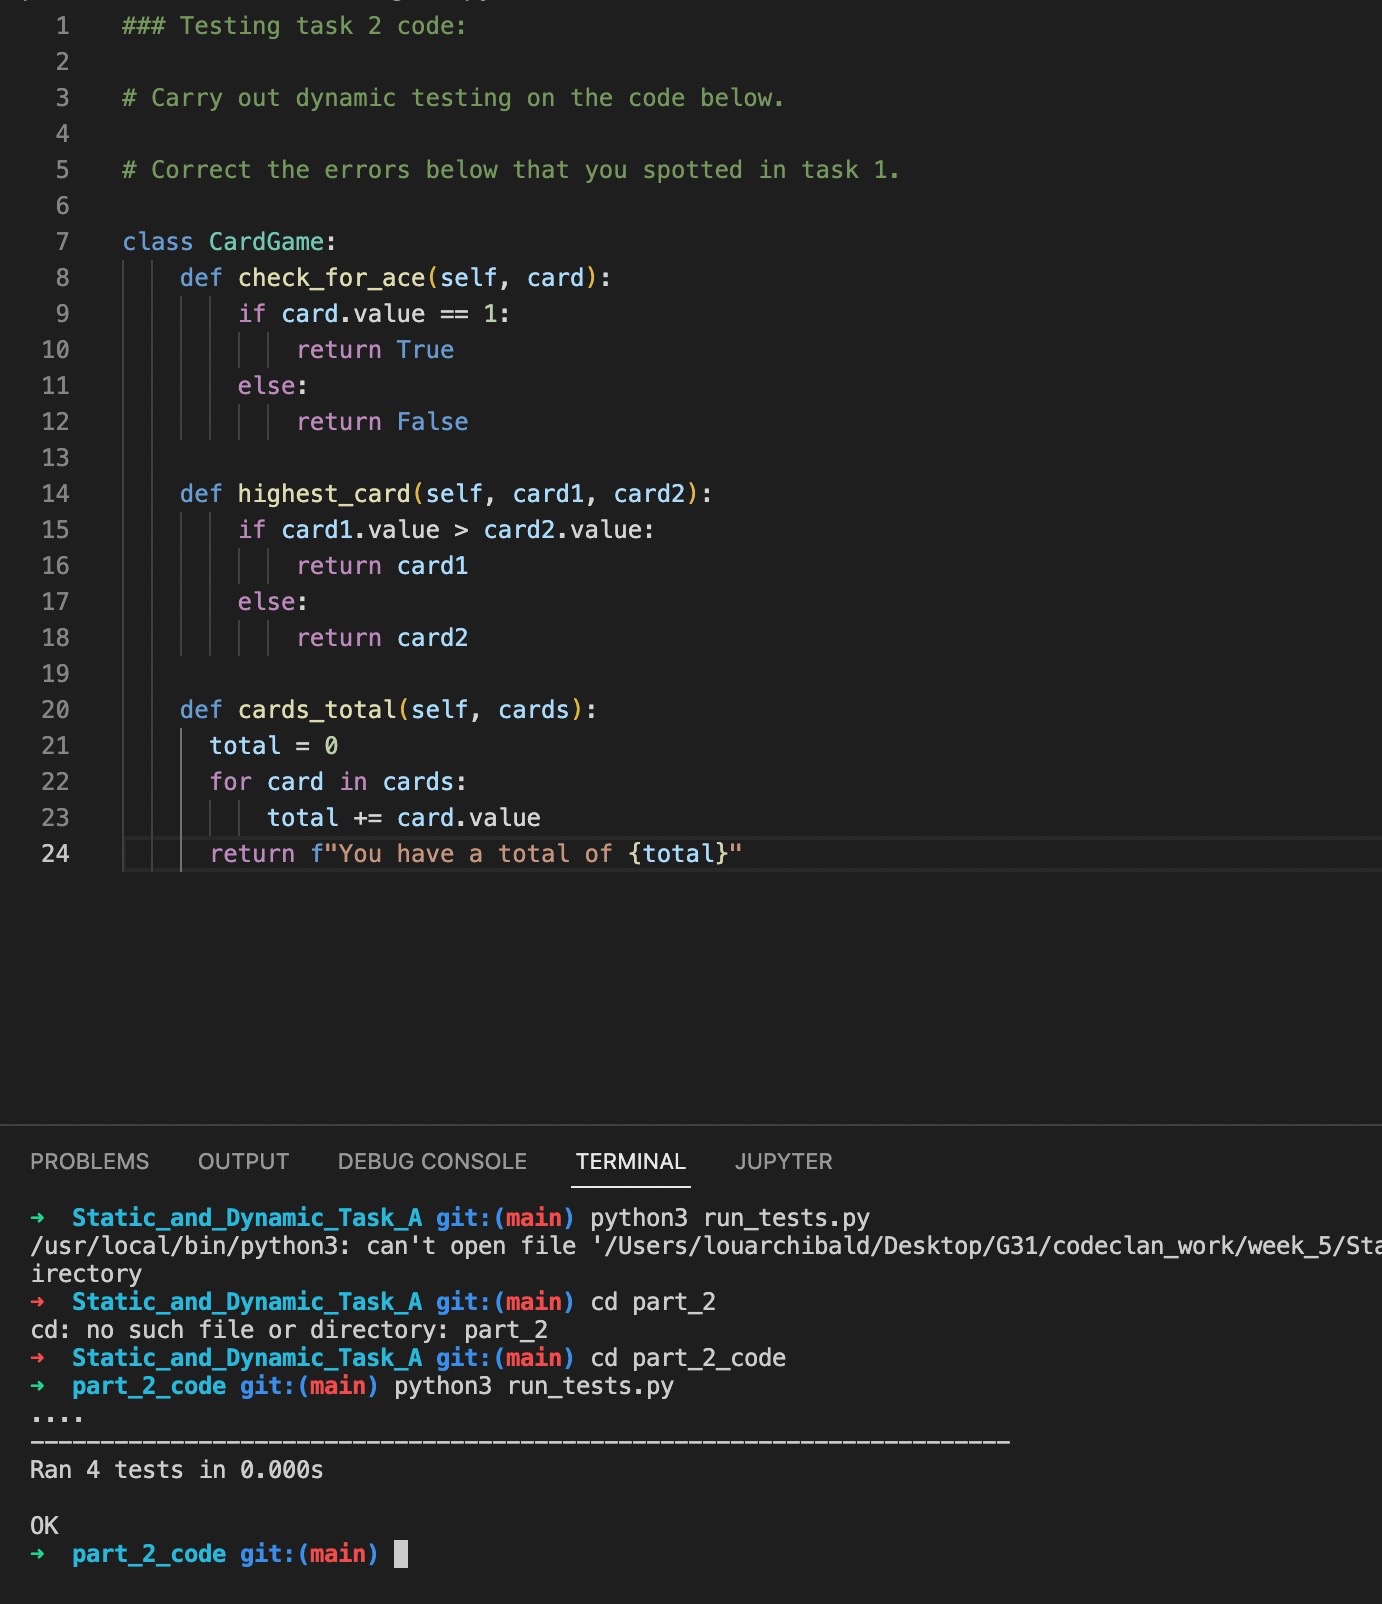 1 ### Testing task 2 code:
2
3 # Carry out dynamic testing on the code below.
4
5 # Correct the errors below that you spotted in task 1.
6
7 class CardGame:
8 def check_for_ace(self, card):
9 if card.value == 1:
10 return True
11 else:
12 return False
13
14 def highest_card(self, card1, card2):
15 if card1.value > card2.value:
16 return card1
17 else:
18 return card2
19
20 def cards_total(self, cards):
21 total = 0
22 for card in cards:
23 total += card.value
24 return f"You have a total of {total}"
PROBLEMS OUTPUT DEBUG CONSOLE TERMINAL JUPYTER
➜ Static_and_Dynamic_Task_A git:(main) python3 run_tests.py
/usr/local/bin/python3: can't open file '/Users/louarchibald/Desktop/G31/codeclan_work/week_5/Sta
irectory
➜ Static_and_Dynamic_Task_A git:(main) cd part_2
cd: no such file or directory: part_2
➜ Static_and_Dynamic_Task_A git:(main) cd part_2_code
➜ part_2_code git:(main) python3 run_tests.py
....
----------------------------------------------------------------------
Ran 4 tests in 0.000s
OK
➜ part_2_code git:(main)